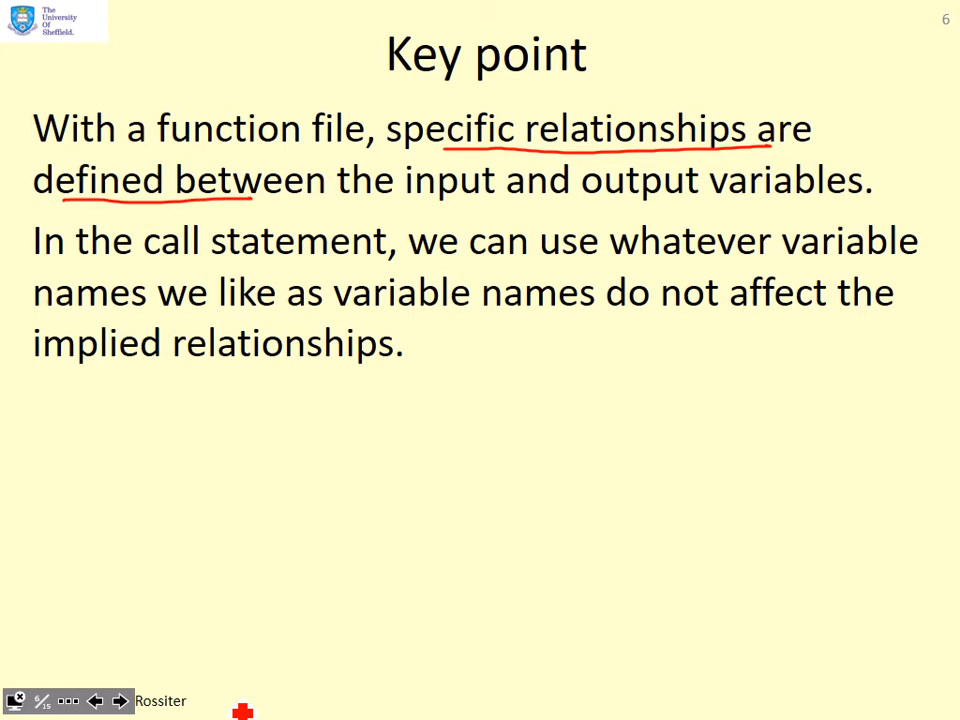 The
University
Of
Sheffield.
6
Key point
With a function file, specific relationships are
defined between the input and output variables.
In the call statement, we can use whatever variable
names we like as variable names do not affect the
implied relationships.
6/15
Rossiter